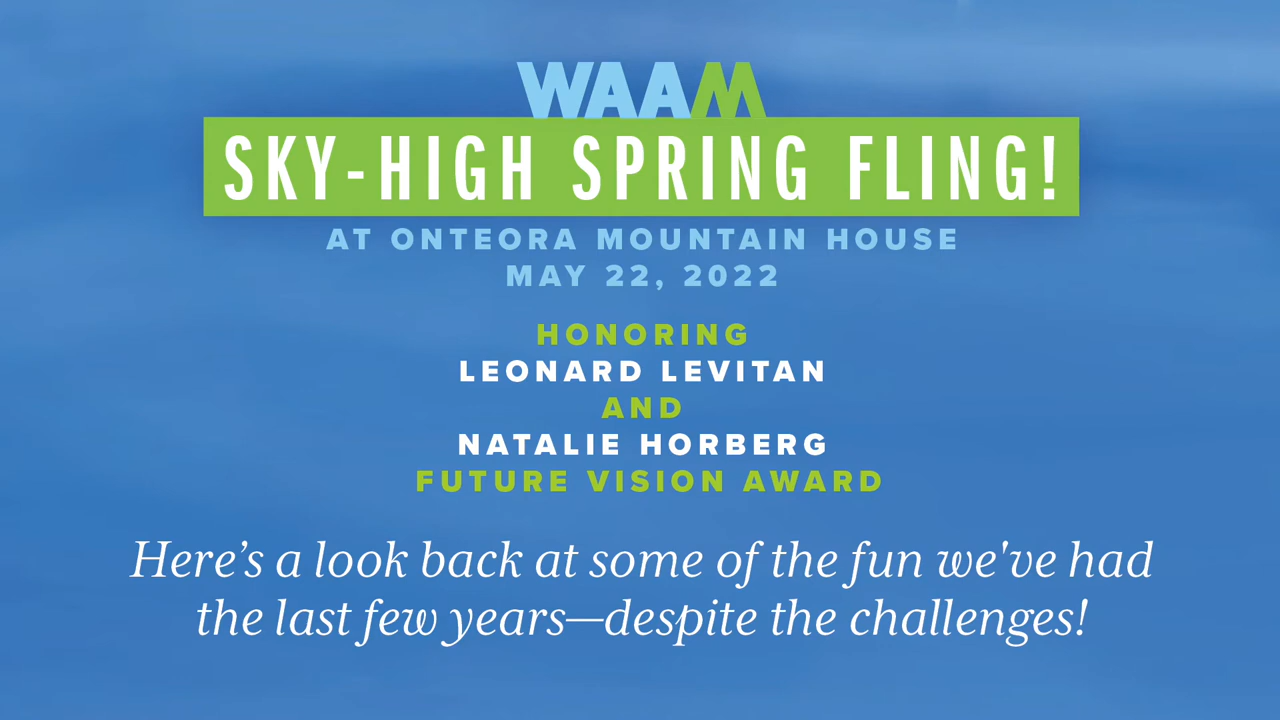 WAAM
SKY-HIGH SPRING FLING!
AT ONTEORA MOUNTAIN HOUSE
MAY 22, 2022
HONORING
LEONARD LEVITAN
AND
NATALIE HORBERG
FUTURE VISION AWARD
Here’s a look back at some of the fun we've had
the last few years—despite the challenges!